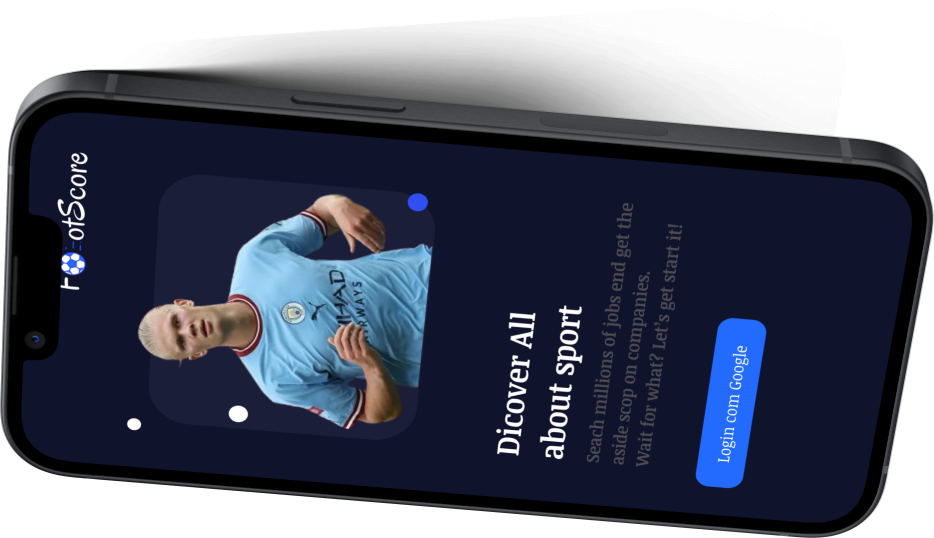 FootScore
Dicover All
about sport
Seach millions of jobs end get the
aside scop on companies.
Wait for what? Let's get start it!
Login com Google